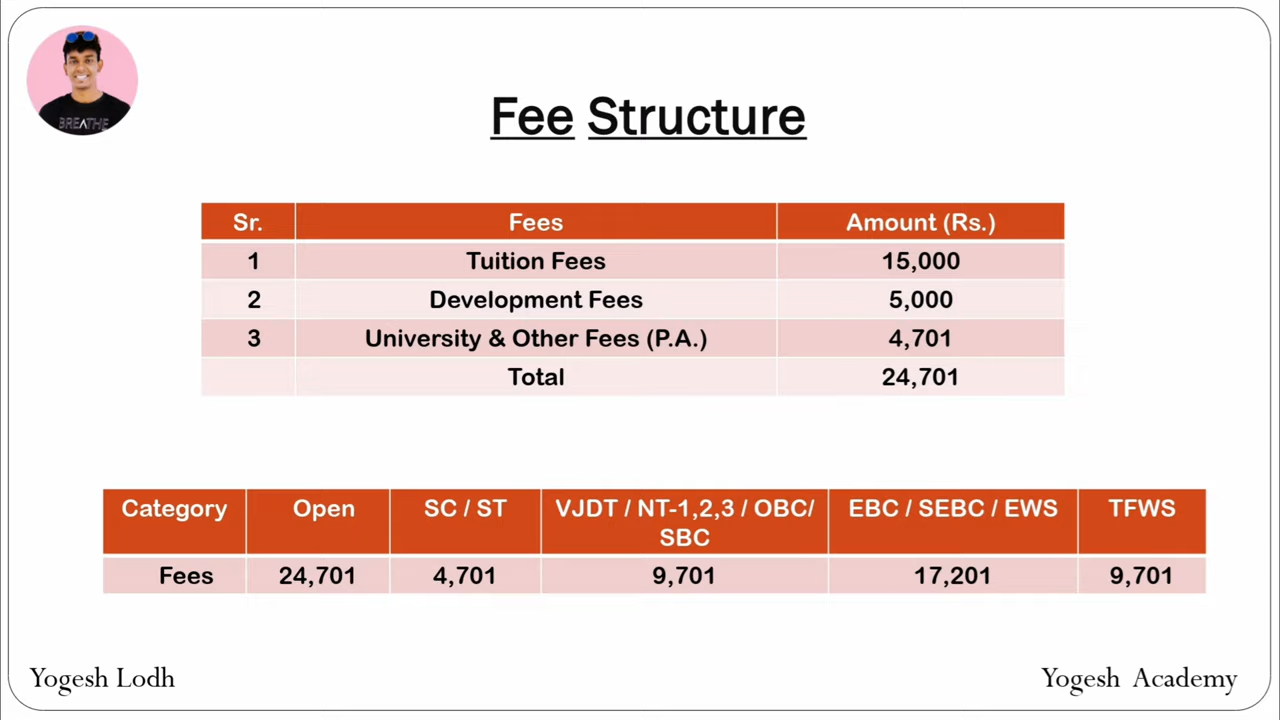 BREATHE
Fee Structure
Sr. Fees Amount (Rs.)
1 Tuition Fees 15,000
2 Development Fees 5,000
3 University & Other Fees (P.A.) 4,701
Total 24,701
Category Open SC / ST VJDT / NT-1,2,3 / OBC/ EBC / SEBC / EWS TFWS
SBC
Fees 24,701 4,701 9,701 17,201 9,701
Yogesh Lodh Yogesh Academy